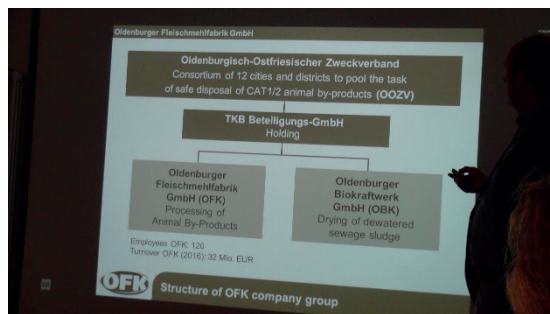 Oldenburger Fleischmehlfabrik GmbH
Oldenburgisch-Ostfriesischer Zweckverband
Consortium of 12 cities and districts to pool the task
of safe disposal of CAT1/2 animal by-products (OOZV)
TKB Beteiligungs-GmbH
Holding
Oldenburger
Fleischmehlfabrik
GmbH (OFK)
Processing of
Animal By-Products
Oldenburger
Biokraftwerk
GmbH (OBK)
Drying of dewatered
sewage sludge
Employees OFK: 120
Turnover OFK (2016): 32 Mio. EUR
OFK
Structure of OFK company group